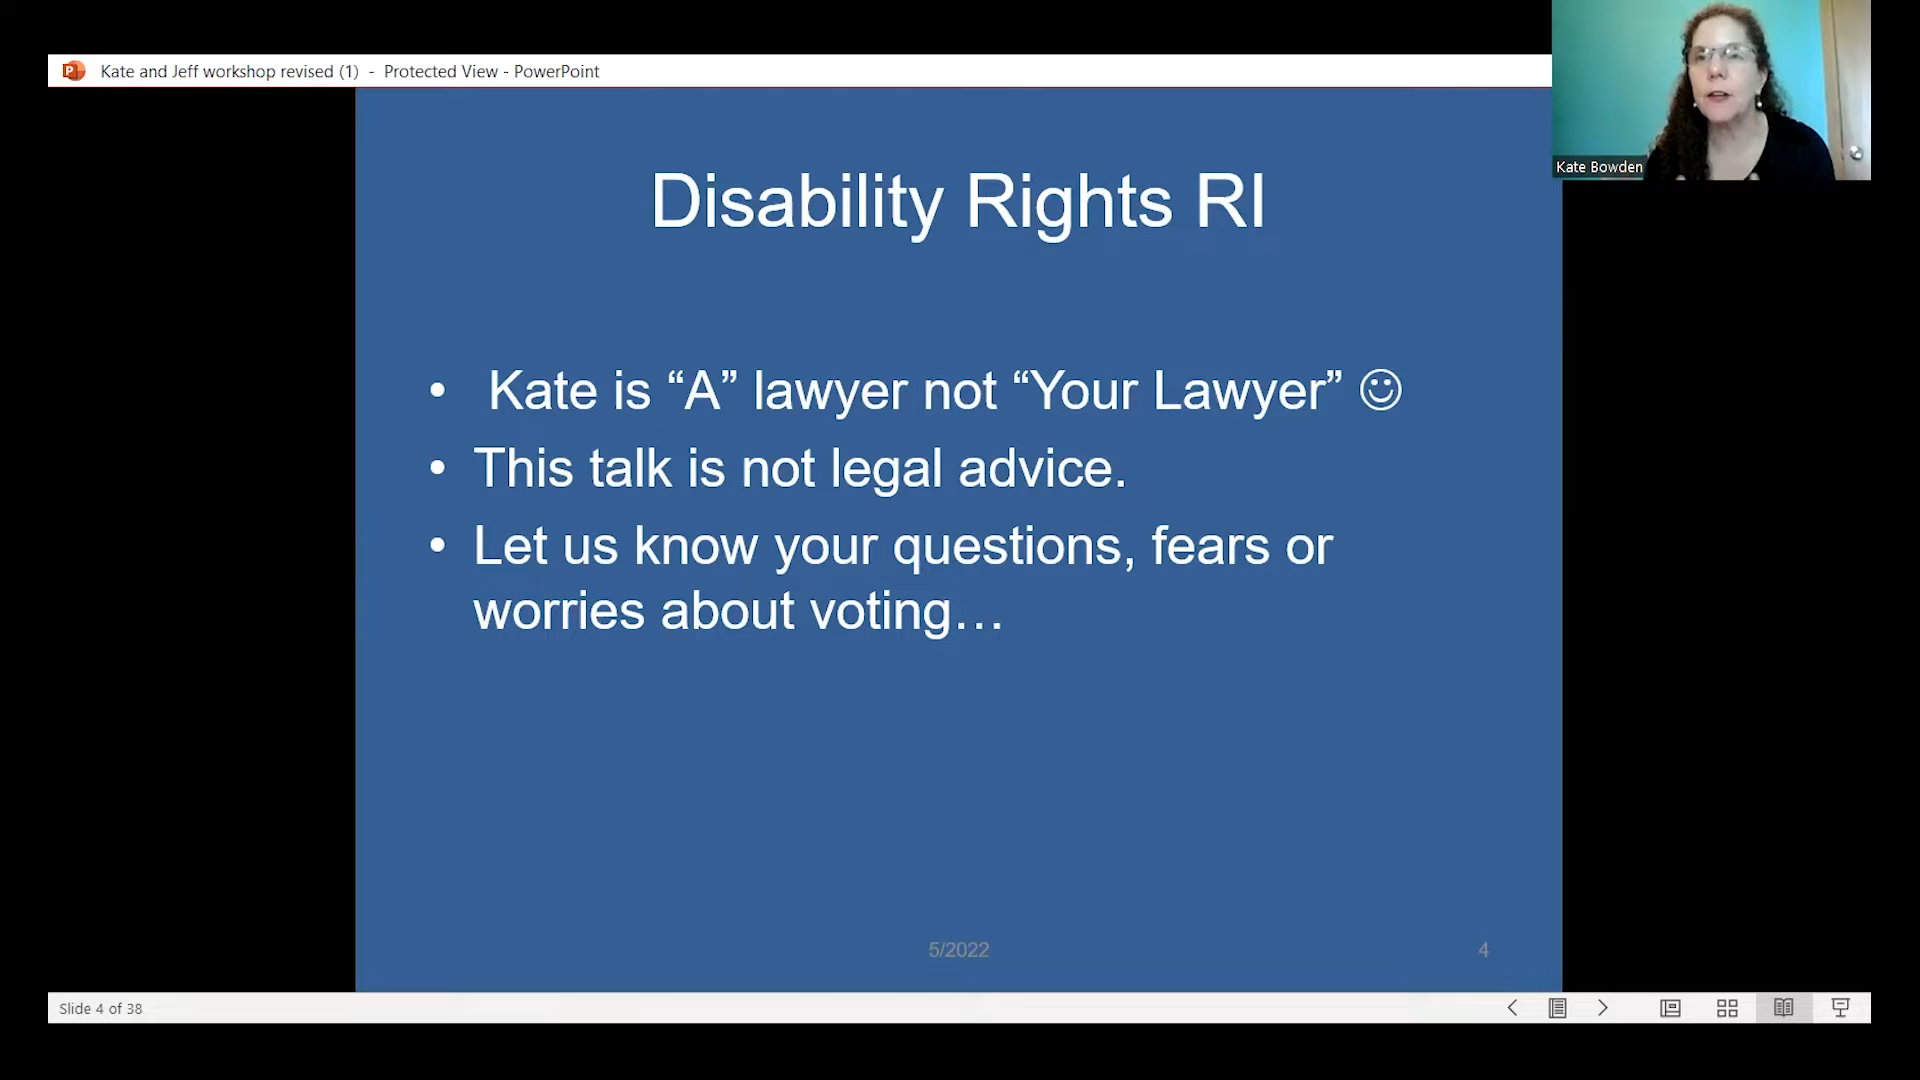 Kate and Jeff workshop revised (1) - Protected View - PowerPoint
Kate Bowden
Disability Rights RI
• Kate is “A” lawyer not “Your Lawyer” ☺
• This talk is not legal advice.
• Let us know your questions, fears or
worries about voting…
5/2022
4
Slide 4 of 38